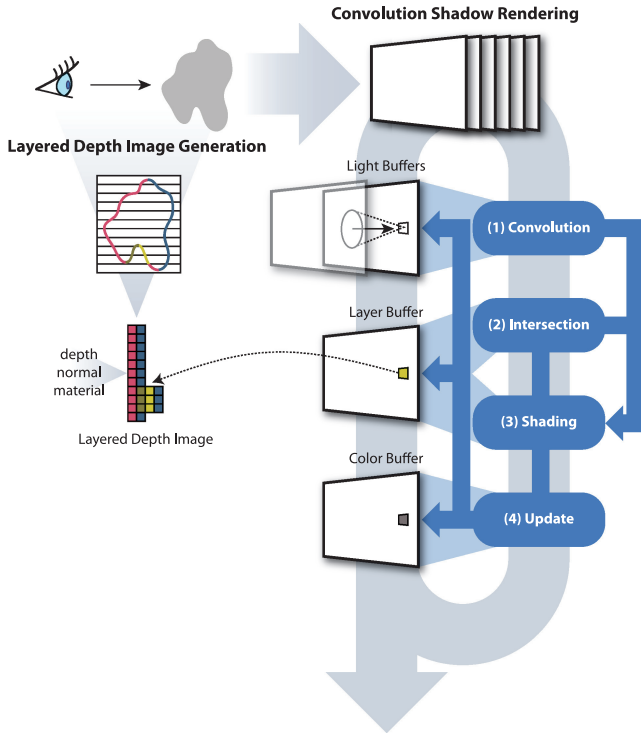 Convolution Shadow Rendering
Layered Depth Image Generation
Light Buffers
(1) Convolution
Layer Buffer
(2) Intersection
depth
normal
material
Layered Depth Image
(3) Shading
Color Buffer
(4) Update